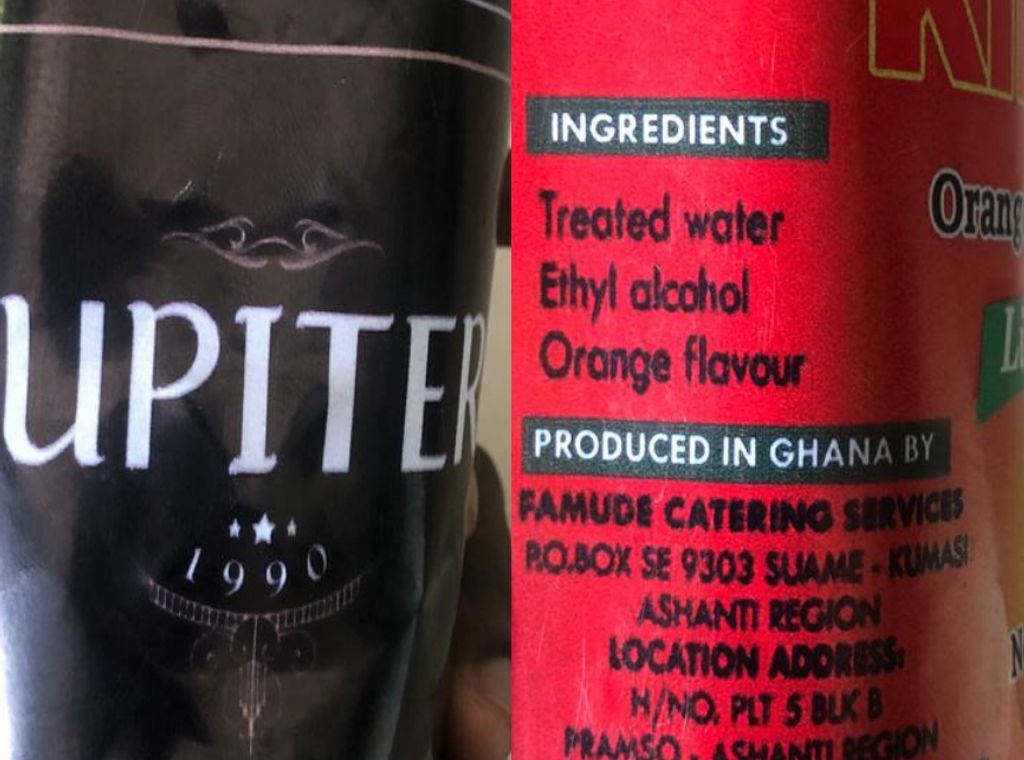 UPITER
1990
INGREDIENTS
Treated water
Ethyl alcohol
Orange flavour
PRODUCED IN GHANA BY
FAMUDE CATERING SERVICES
P.O.BOX SE 9303 SUAME - KUMASI
ASHANTI REGION
LOCATION ADDRESS:
H/NO. PLT 5 BLK B
PRAMSO - ASHANTI REGION
Orang